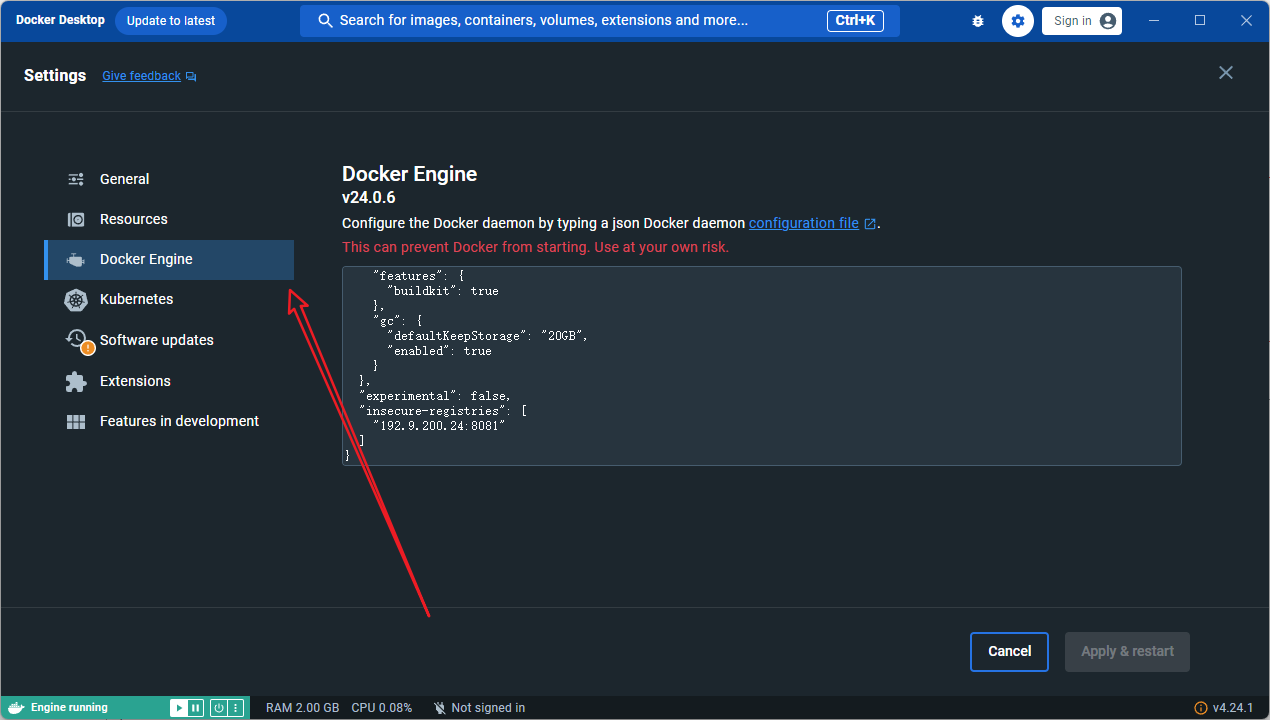 Docker Desktop
Update to latest
Search for images, containers, volumes, extensions and more...
Ctrl+K
Sign in
Settings
Give feedback
General
Resources
Docker Engine
Kubernetes
Software updates
Extensions
Features in development
Docker Engine
v24.0.6
Configure the Docker daemon by typing a json Docker daemon configuration file.
This can prevent Docker from starting. Use at your own risk.
"features": {
"buildkit": true
},
"gc": {
"defaultKeepStorage": "20GB",
"enabled": true
}
},
"experimental": false,
"insecure-registries": [
"192.9.200.24:8081"
]
}
Cancel
Apply & restart
Engine running
RAM 2.00 GB
CPU 0.08%
Not signed in
v4.24.1